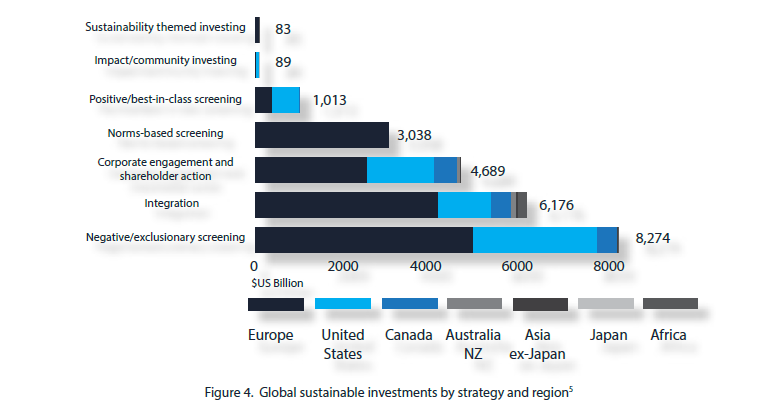 Sustainability themed investing 83
Impact/community investing 89
Positive/best-in-class screening 1,013
Norms-based screening 3,038
Corporate engagement and
shareholder action 4,689
Integration 6,176
Negative/exclusionary screening 8,274
0 2000 4000 6000 8000
$US Billion
Europe United Canada Australia Asia Japan Africa
States NZ ex-Japan
Figure 4. Global sustainable investments by strategy and region⁵